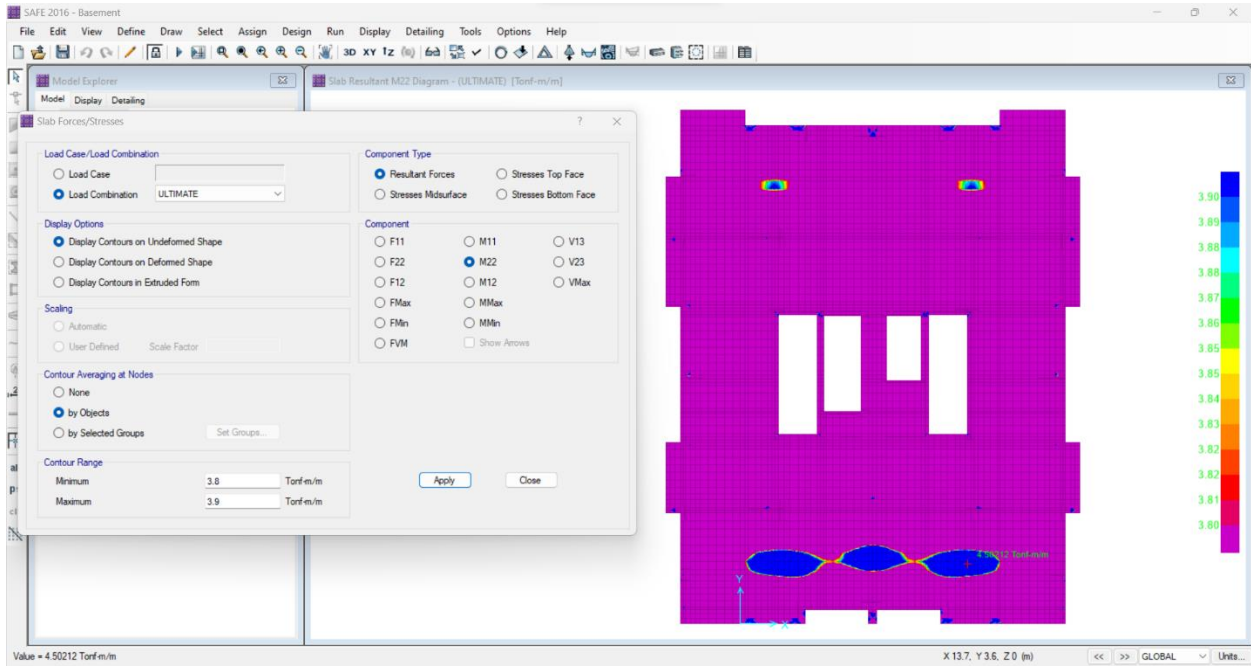 SAFE 2016 - Basement
File Edit View Define Draw Select Assign Design Run Display Detailing Tools Options Help
3D XY
Model Explorer
Model Display Detailing
Slab Resultant M22 Diagram - (ULTIMATE) [Tonf-m/m]
Slab Forces/Stresses ?
Load Case/Load Combination
Load Case
Load Combination ULTIMATE
Display Options
Display Contours on Undeformed Shape
Display Contours on Deformed Shape
Display Contours in Extruded Form
Scaling
Automatic
User Defined Scale Factor
Contour Averaging at Nodes
None
by Objects
by Selected Groups Set Groups...
Contour Range
Minimum 3.8 Tonf-m/m
Maximum 3.9 Tonf-m/m
Component Type
Resultant Forces Stresses Top Face
Stresses Midsurface Stresses Bottom Face
Component
F11 M11 V13
F22 M22 V23
F12 M12 VMax
FMax MMax
FMin MMin
FVM Show Arrows
Apply Close
3.90
3.89
3.88
3.88
3.87
3.86
3.85
3.85
3.84
3.83
3.82
3.82
3.81
3.80
4.50212 Tonf-m/m
Y
X
Value = 4.50212 Tonf-m/m X 13.7, Y 3.6, Z 0 (m) << >> GLOBAL Units...